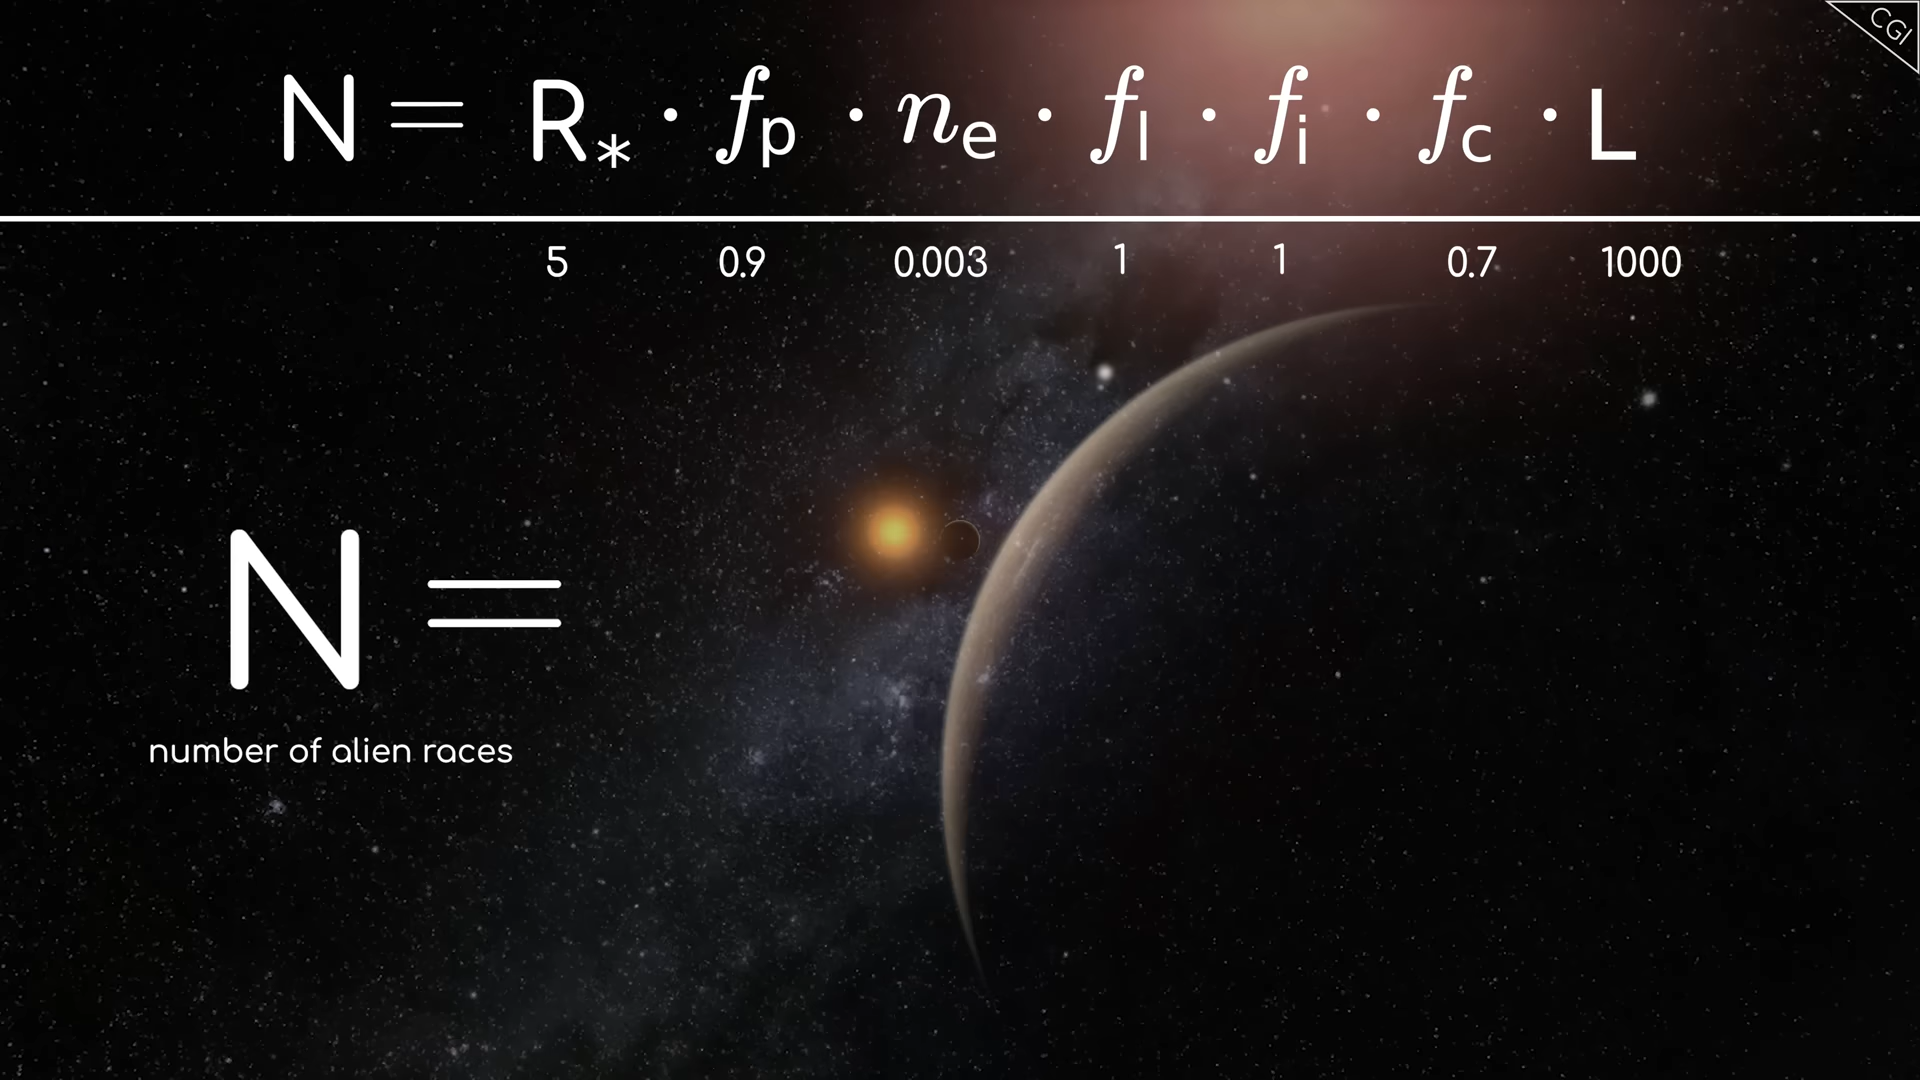 CGI
N = R* · fp · ne · fl · fi · fc · L
5 0.9 0.003 1 1 0.7 1000
N =
number of alien races